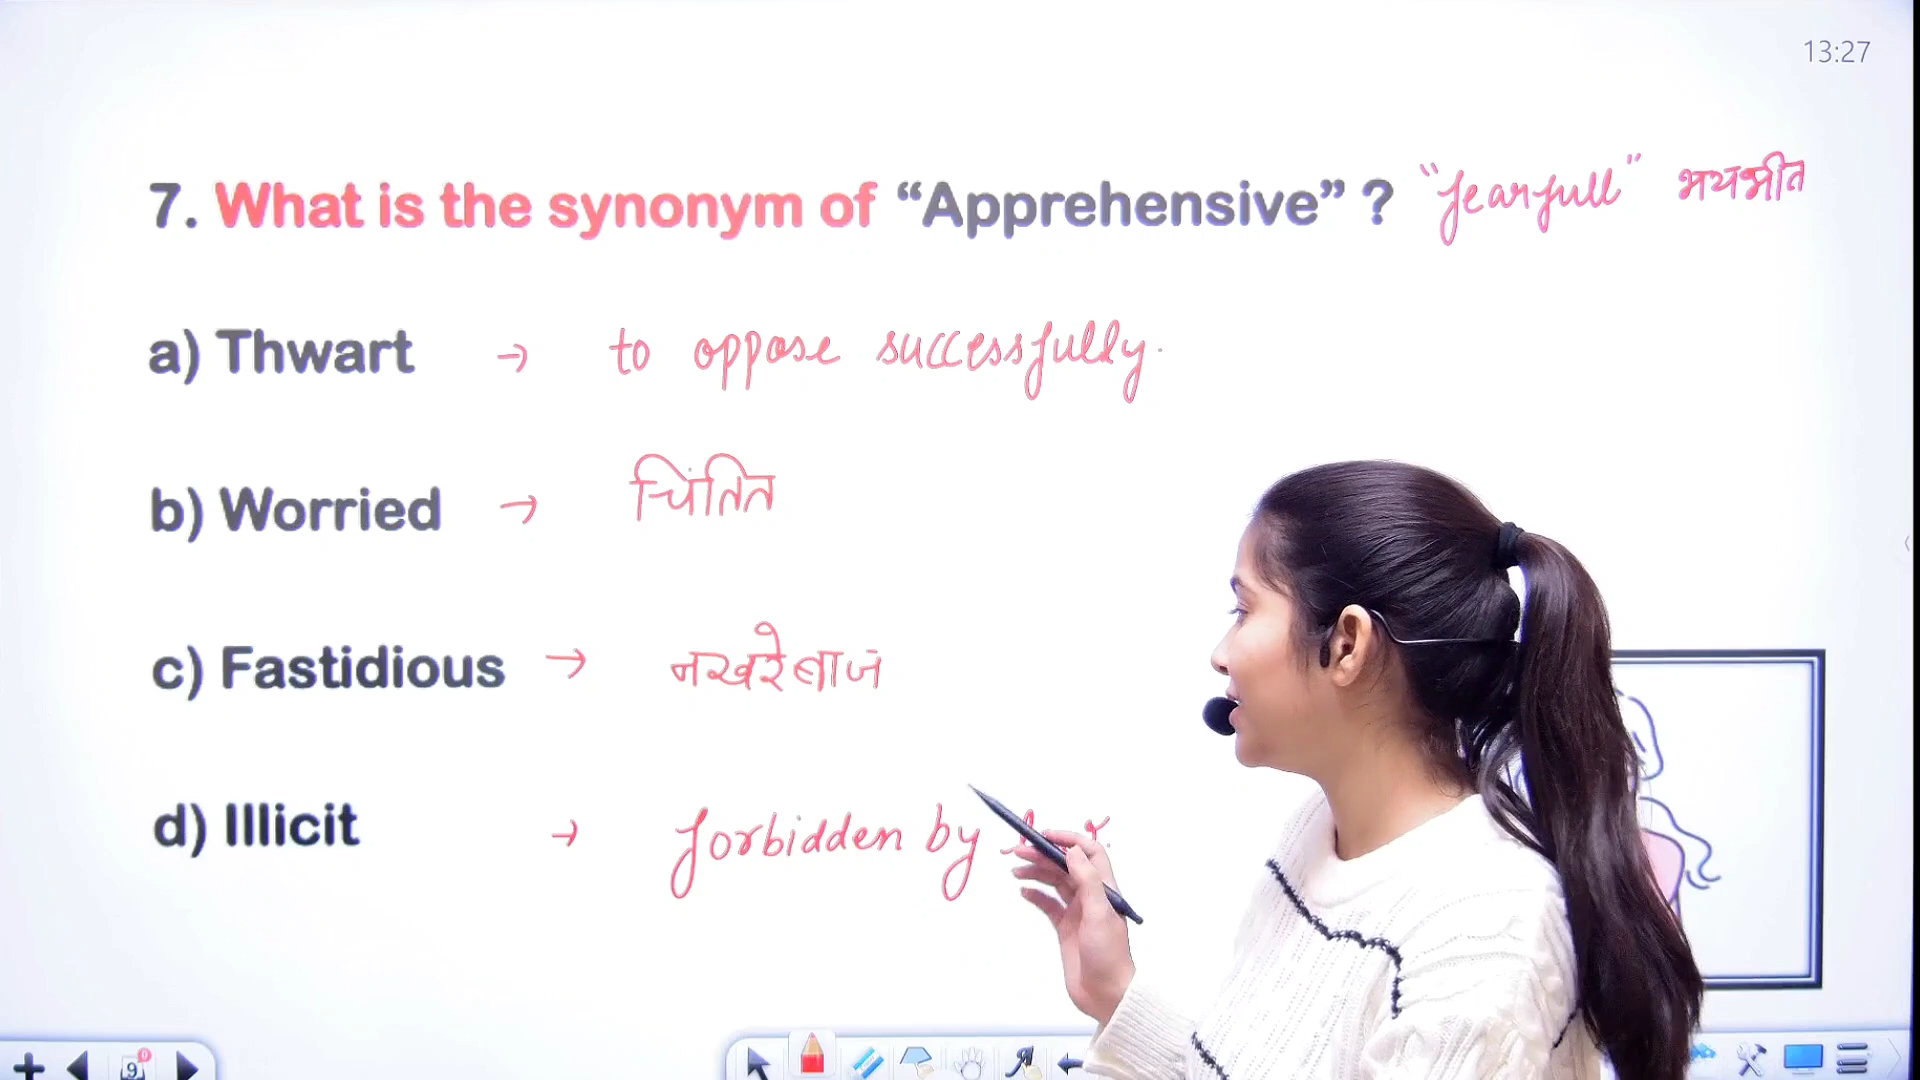 13:27
7. What is the synonym of “Apprehensive” ? "fearfull" भयभीत
a) Thwart → to oppose successfully.
b) Worried → चिंतित
c) Fastidious → नखरेबाज
d) Illicit → forbidden by
9